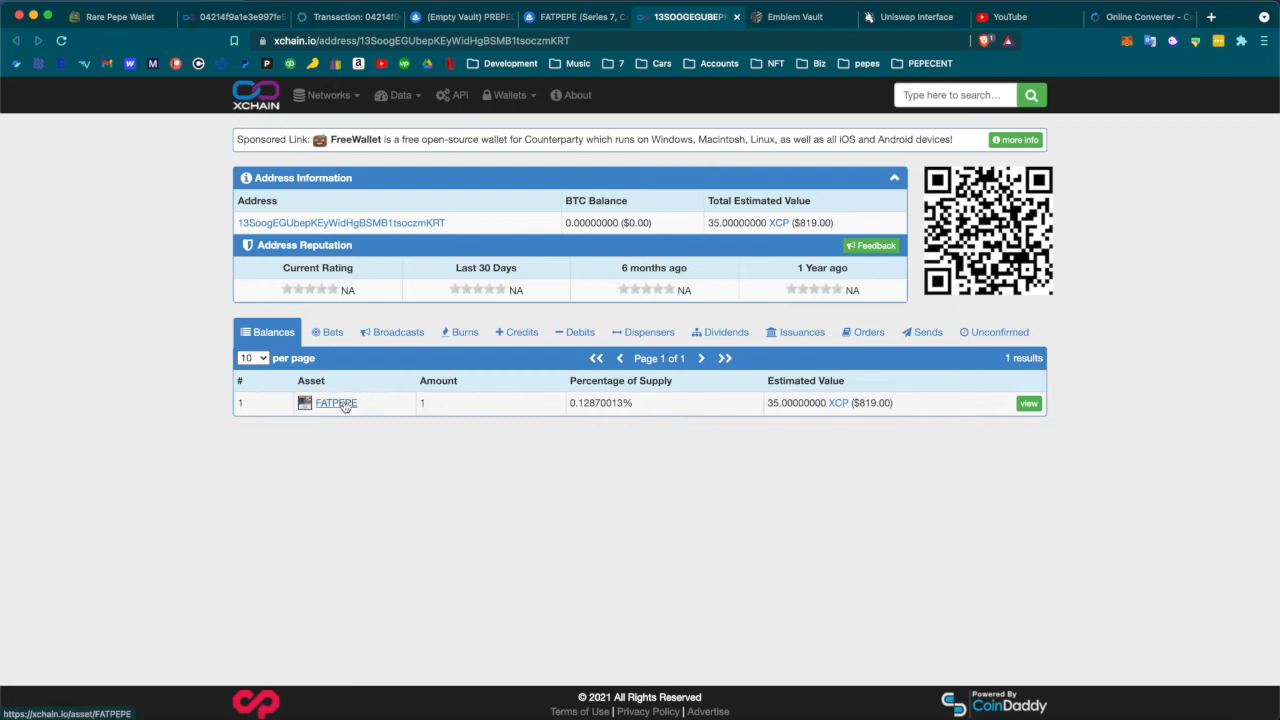 Rare Pepe Wallet
04214f9a1e3e997fe5
Transaction: 04214f9
(Empty Vault) PREPE
FATPEPE (Series 7, C
13SOOGEGUBEP
Emblem Vault
Uniswap Interface
YouTube
Online Converter - C
xchain.io/address/13SoogEGUbepKEyWidHgBSMB1tsoczmKRT
Development Music 7 Cars Accounts NFT Biz pepes PEPECENT
XCHAIN Networks Data API Wallets About Type here to search...
Sponsored Link: FreeWallet is a free open-source wallet for Counterparty which runs on Windows, Macintosh, Linux, as well as all iOS and Android devices! more info
Address Information
Address BTC Balance Total Estimated Value
13SoogEGUbepKEyWidHgBSMB1tsoczmKRT 0.00000000 ($0.00) 35.00000000 XCP ($819.00)
Address Reputation Feedback
Current Rating Last 30 Days 6 months ago 1 Year ago
NA NA NA NA
Balances Bets Broadcasts Burns Credits Debits Dispensers Dividends Issuances Orders Sends Unconfirmed
10 per page Page 1 of 1 1 results
# Asset Amount Percentage of Supply Estimated Value
1 FATPEPE 1 0.12870013% 35.00000000 XCP ($819.00) view
© 2021 All Rights Reserved
Terms of Use | Privacy Policy | Advertise
Powered By
CoinDaddy
https://xchain.io/asset/FATPEPE